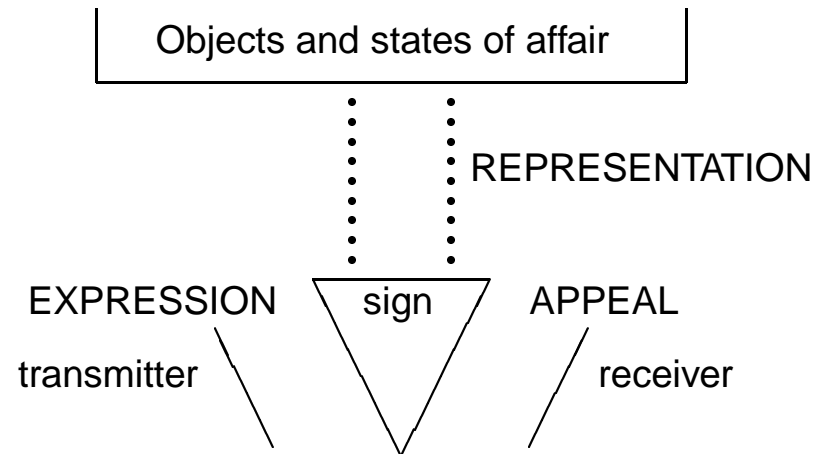 Objects and states of affair
REPRESENTATION
EXPRESSION sign APPEAL
transmitter receiver